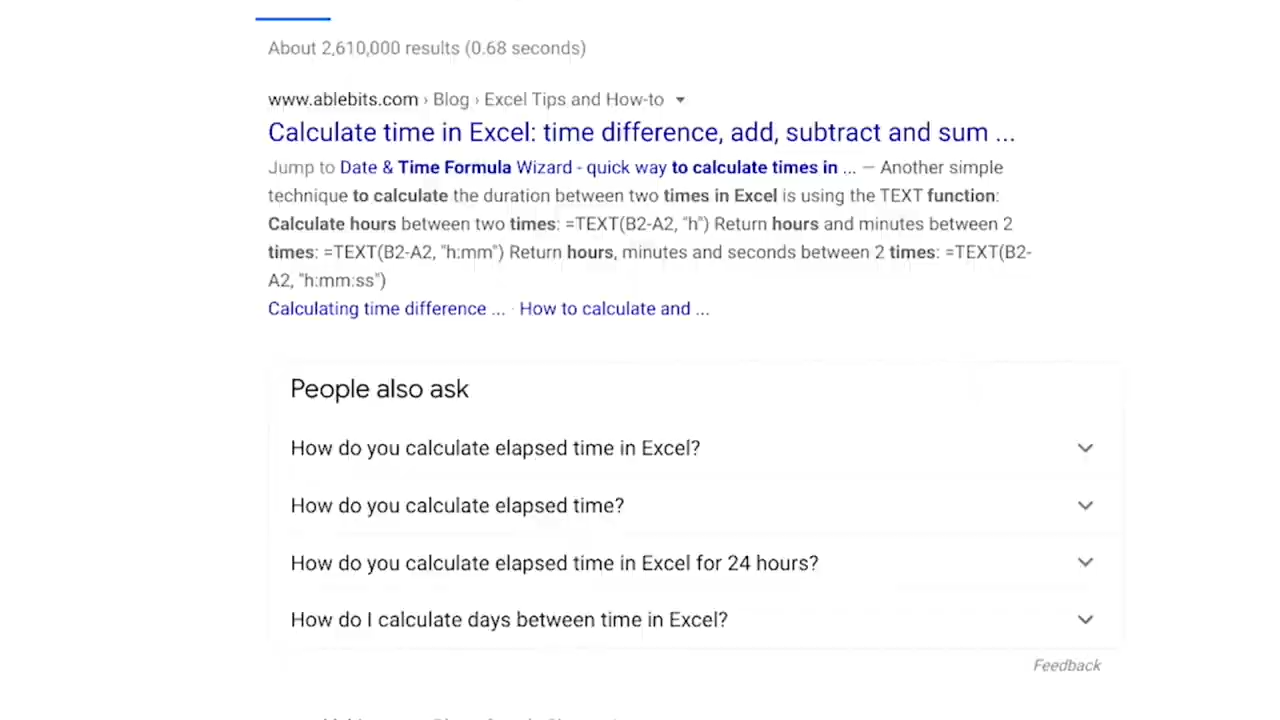 About 2,610,000 results (0.68 seconds)
www.ablebits.com › Blog › Excel Tips and How-to
Calculate time in Excel: time difference, add, subtract and sum ...
Jump to Date & Time Formula Wizard - quick way to calculate times in ... — Another simple
technique to calculate the duration between two times in Excel is using the TEXT function:
Calculate hours between two times: =TEXT(B2-A2, "h") Return hours and minutes between 2
times: =TEXT(B2-A2, "h:mm") Return hours, minutes and seconds between 2 times: =TEXT(B2-
A2, "h:mm:ss")
Calculating time difference ... · How to calculate and ...
People also ask
How do you calculate elapsed time in Excel?
How do you calculate elapsed time?
How do you calculate elapsed time in Excel for 24 hours?
How do I calculate days between time in Excel?
Feedback